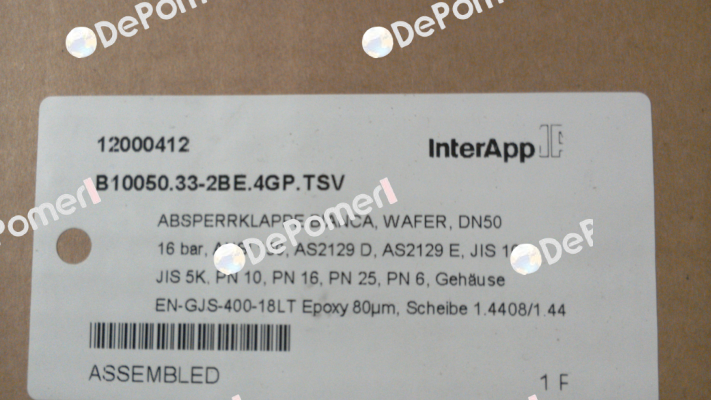 DePomerl
DePomerl
12000412
InterApp
B10050.33-2BE.4GP.TSV
ABSPERRKLAPPE BIANCA, WAFER, DN50
16 bar, AS2129 D, AS2129 E, JIS
JIS 5K, PN 10, PN 16, PN 25, PN 6, Gehäuse
EN-GJS-400-18LT Epoxy 80µm, Scheibe 1.4408/1.44
ASSEMBLED
1